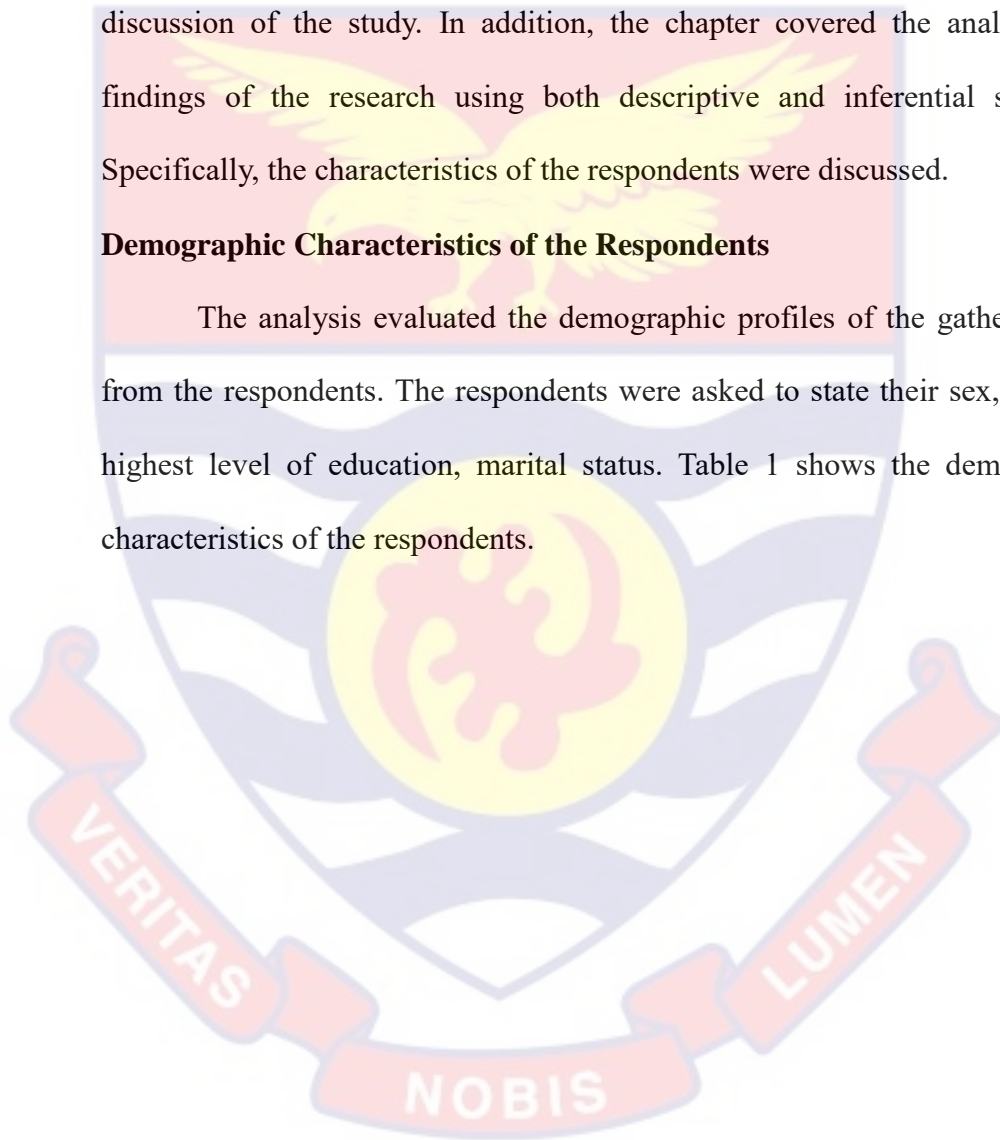 discussion of the study. In addition, the chapter covered the anal
findings of the research using both descriptive and inferential s
Specifically, the characteristics of the respondents were discussed.
Demographic Characteristics of the Respondents
The analysis evaluated the demographic profiles of the gathe
from the respondents. The respondents were asked to state their sex,
highest level of education, marital status. Table 1 shows the dem
characteristics of the respondents.
VERITAS
NOBIS
LUMEN